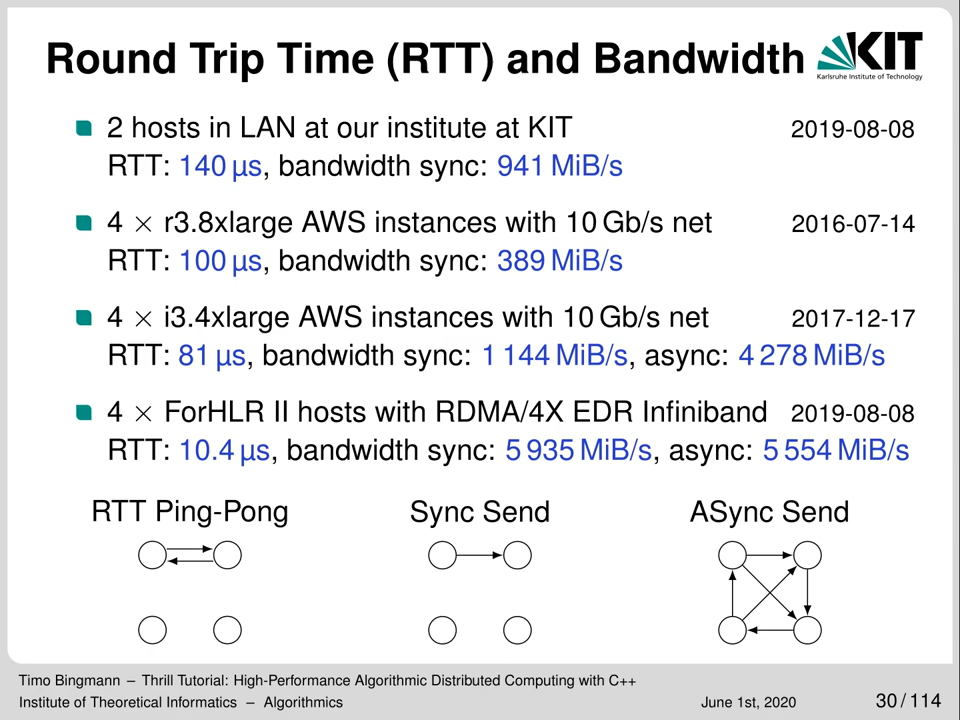 Round Trip Time (RTT) and Bandwidth
KIT
Karlsruhe Institute of Technology
2 hosts in LAN at our institute at KIT 2019-08-08
RTT: 140 µs, bandwidth sync: 941 MiB/s
4 × r3.8xlarge AWS instances with 10 Gb/s net 2016-07-14
RTT: 100 µs, bandwidth sync: 389 MiB/s
4 × i3.4xlarge AWS instances with 10 Gb/s net 2017-12-17
RTT: 81 µs, bandwidth sync: 1 144 MiB/s, async: 4 278 MiB/s
4 × ForHLR II hosts with RDMA/4X EDR Infiniband 2019-08-08
RTT: 10.4 µs, bandwidth sync: 5 935 MiB/s, async: 5 554 MiB/s
RTT Ping-Pong Sync Send ASync Send
Timo Bingmann – Thrill Tutorial: High-Performance Algorithmic Distributed Computing with C++
Institute of Theoretical Informatics – Algorithmics June 1st, 2020 30 / 114